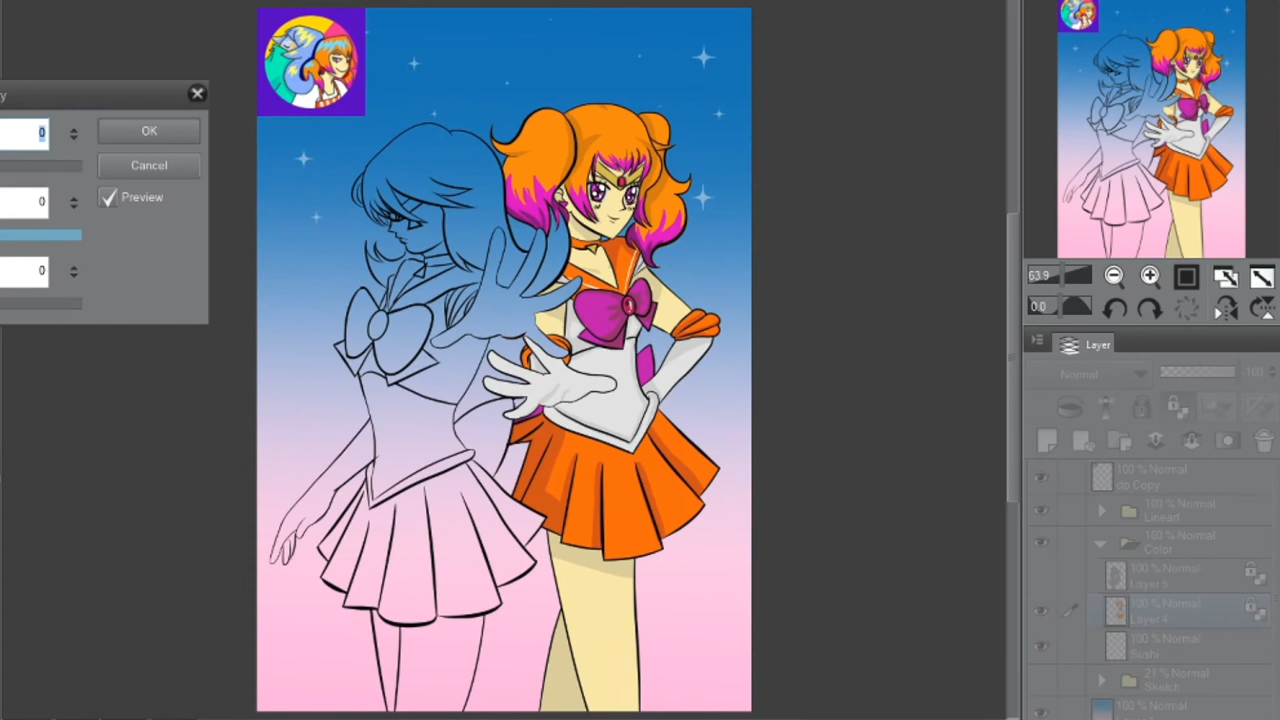 y
0
OK
Cancel
0
Preview
0
63.9
0.0
Layer
Normal
100
100 % Normal
dp Copy
100 % Normal
Lineart
100 % Normal
Color
100 % Normal
Layer 5
100 % Normal
Layer 4
100 % Normal
Sushi
21 % Normal
Sketch
100 % Normal